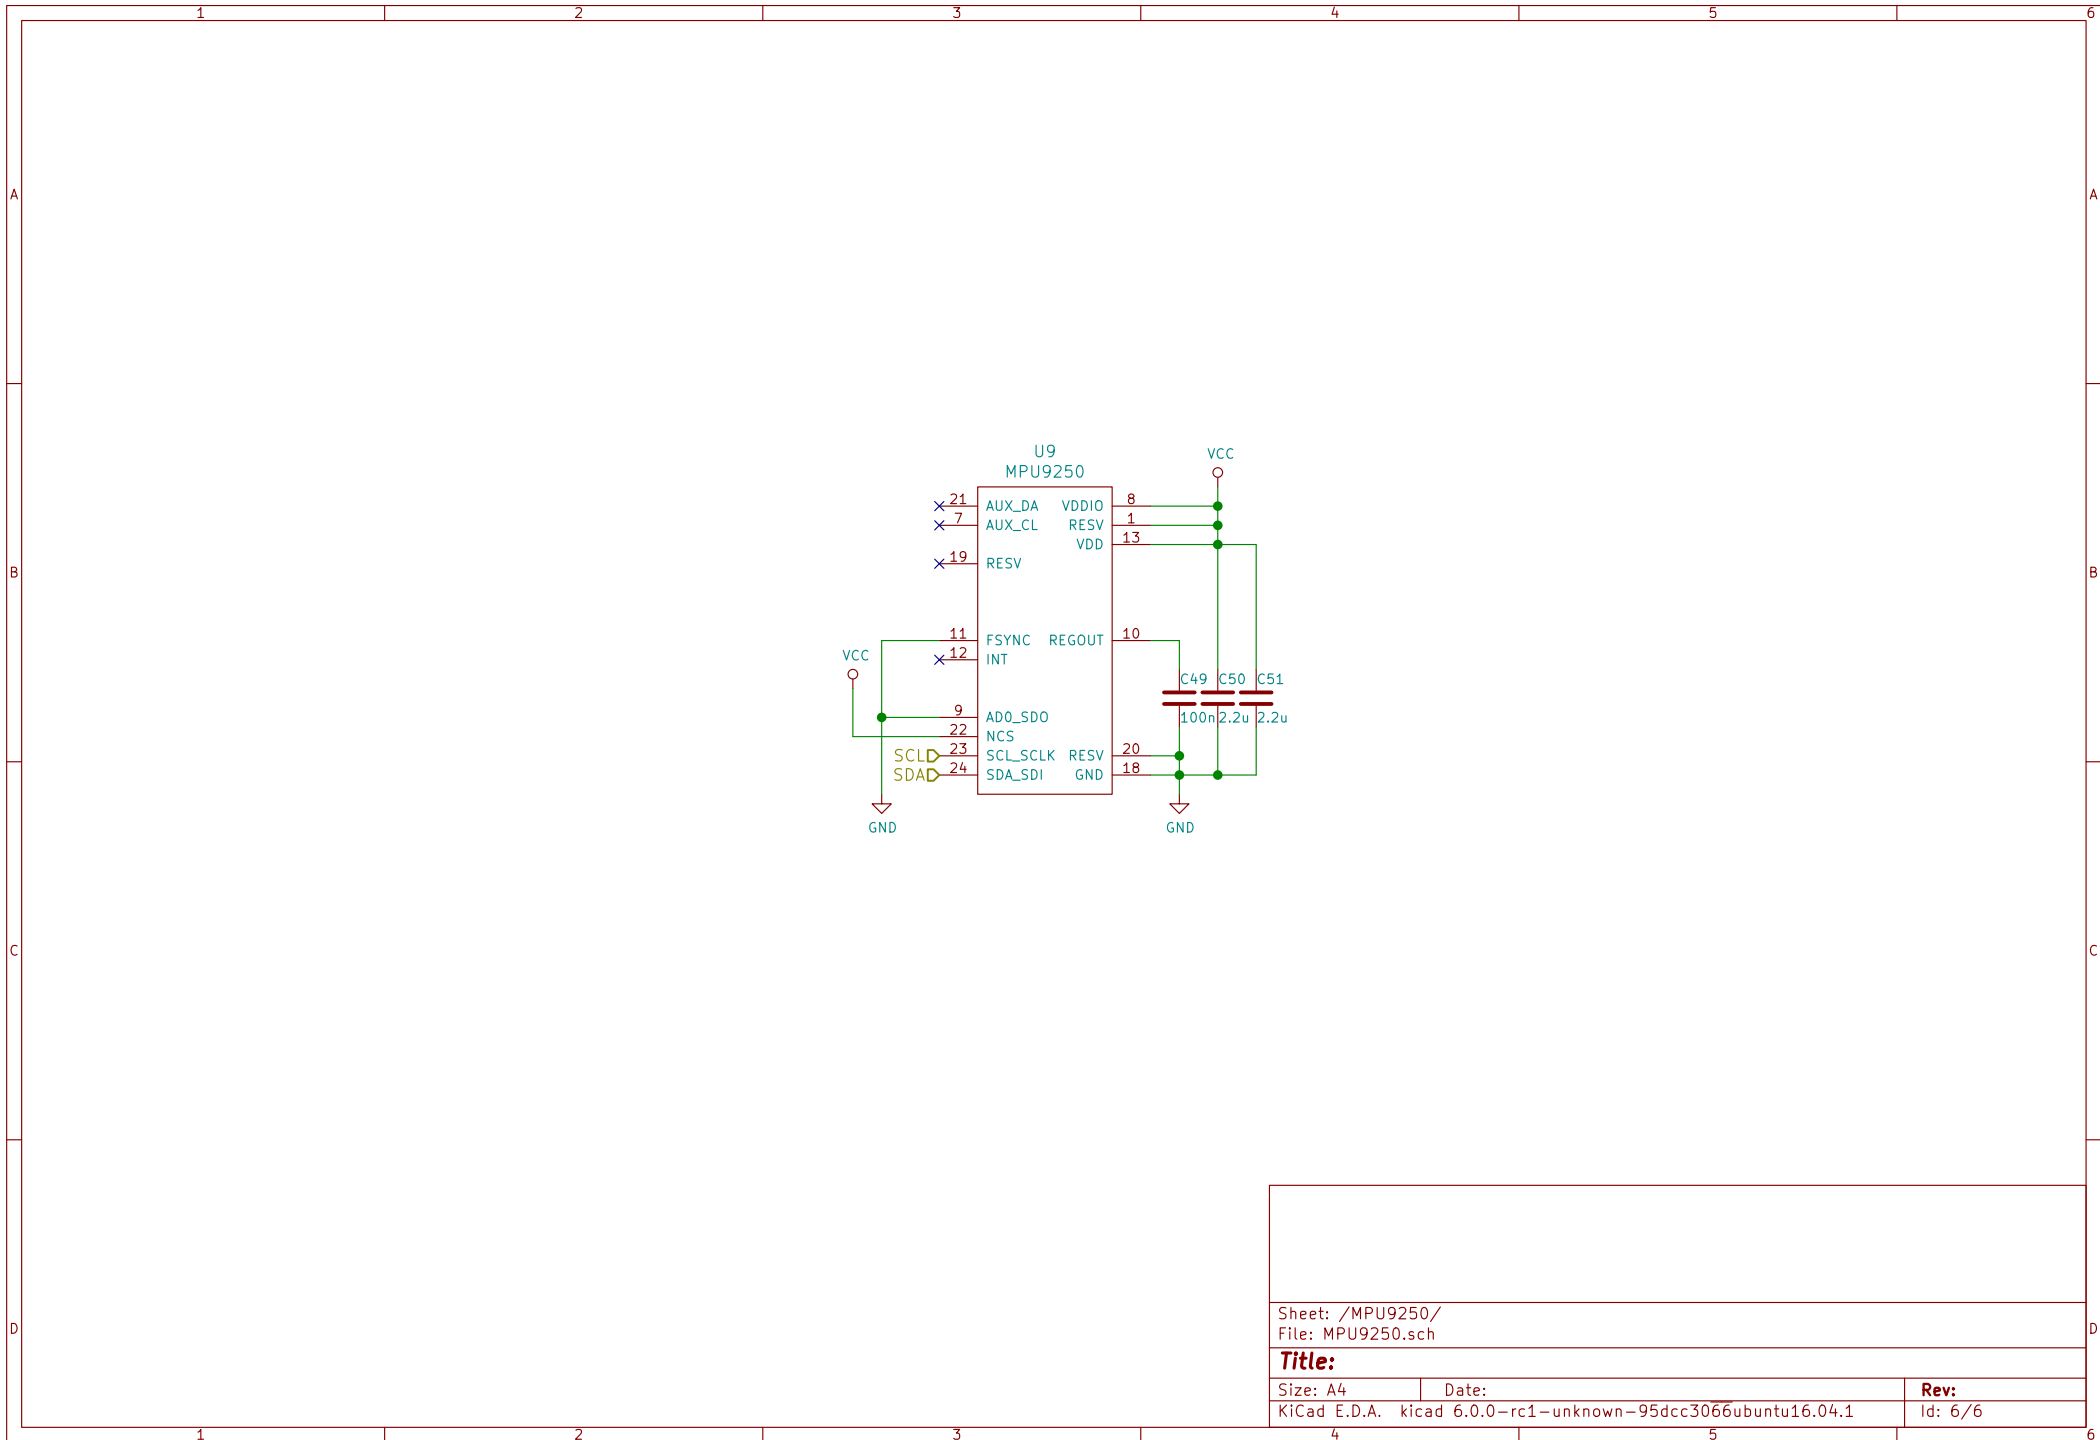 1 2 3 4 5 6
A A
U9
MPU9250
VCC
21 AUX_DA VDDIO 8
7 AUX_CL RESV 1
VDD 13
19 RESV
B B
11 FSYNC REGOUT 10
12 INT
VCC
C49 C50 C51
100n 2.2u 2.2u
9 AD0_SDO
22 NCS
SCL 23 SCL_SCLK RESV 20
SDA 24 SDA_SDI GND 18
GND GND
C C
Sheet: /MPU9250/
File: MPU9250.sch
D D
Title:
Size: A4 Date: Rev:
KiCad E.D.A. kicad 6.0.0-rc1-unknown-95dcc3066ubuntu16.04.1 Id: 6/6
1 2 3 4 5 6